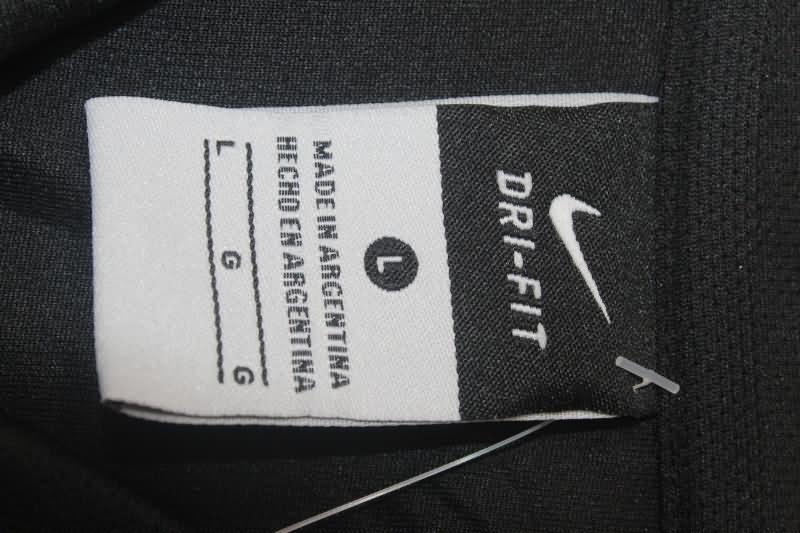 DRI-FIT
L
MADE IN ARGENTINA
HECHO EN ARGENTINA
L G G